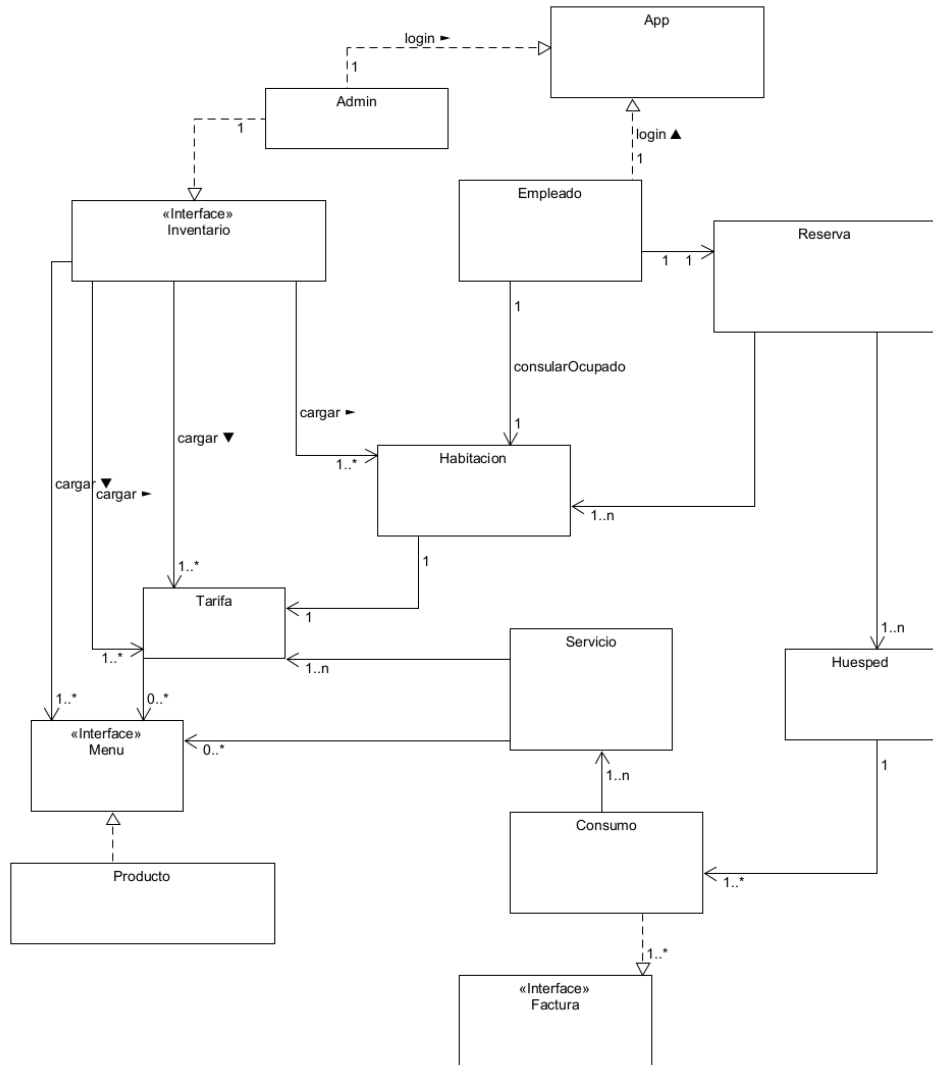 App
login ►
1
Admin
1
login ▲
1
«Interface»
Inventario
Empleado
Reserva
1 1
1
consularOcupado
cargar ►
cargar ▼
1
1..*
Habitacion
cargar ▼
cargar ►
1..n
1
1..*
Tarifa
1
1..n
Servicio
1..*
1..n
Huesped
1..*
0..*
«Interface»
Menu
0..*
1..n
1
Consumo
Producto
1..*
1..*
«Interface»
Factura